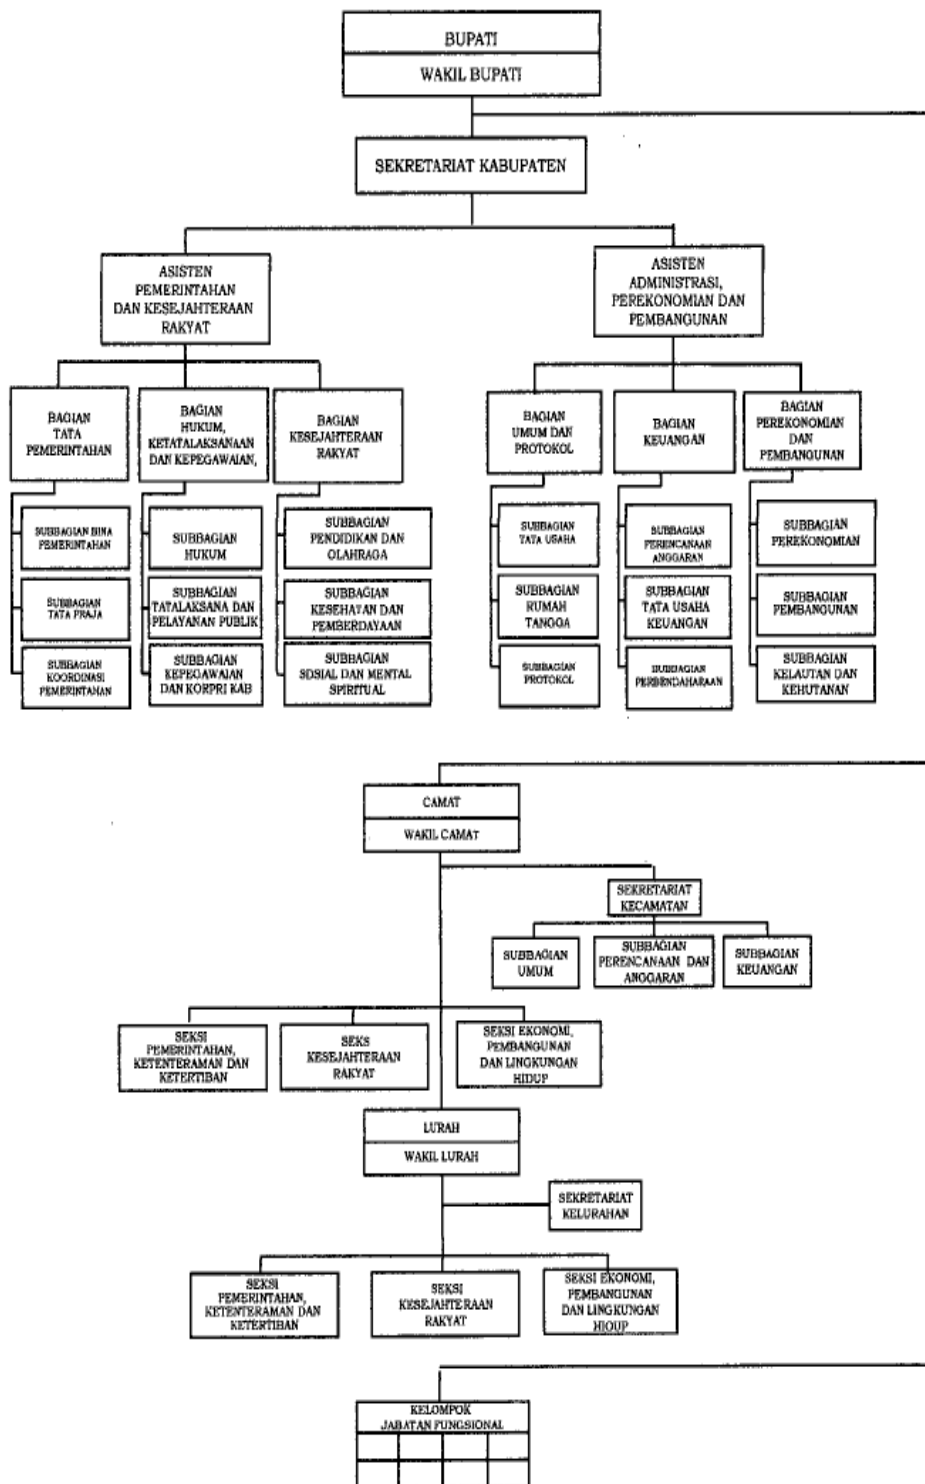 BUPATI
WAKIL BUPATI
SEKRETARIAT KABUPATEN
ASISTEN
PEMERINTAHAN
DAN KESEJAHTERAAN
RAKYAT
ASISTEN
ADMINISTRASI,
PEREKONOMIAN DAN
PEMBANGUNAN
BAGIAN
TATA
PEMERINTAHAN
BAGIAN
HUKUM,
KETATALAKSANAAN
DAN KEPEGAWAIAN,
BAGIAN
KESEJAHTERAAN
RAKYAT
BAGIAN
UMUM DAN
PROTOKOL
BAGIAN
KEUANGAN
BAGIAN
PEREKONOMIAN
DAN
PEMBANGUNAN
SUBBAGIAN BINA
PEMERINTAHAN
SUBBAGIAN
HUKUM
SUBBAGIAN
PENDIDIKAN DAN
OLAHRAGA
SUBBAGIAN
TATA USAHA
SUBBAGIAN
PERENCANAAN
ANGGARAN
SUBBAGIAN
PEREKONOMIAN
SUBBAGIAN
TATA PRAJA
SUBBAGIAN
TATALAKSANA DAN
PELAYANAN PUBLIK
SUBBAGIAN
KESEHATAN DAN
PEMBERDAYAAN
SUBBAGIAN
RUMAH
TANGGA
SUBBAGIAN
TATA USAHA
KEUANGAN
SUBBAGIAN
PEMBANGUNAN
SUBBAGIAN
KOORDINASI
PEMERINTAHAN
SUBBAGIAN
KEPEGAWAIAN
DAN KORPRI KAB
SUBBAGIAN
SOSIAL DAN MENTAL
SPIRITUAL
SUBBAGIAN
PROTOKOL
SUBBAGIAN
PERBENDAHARAAN
SUBBAGIAN
KELAUTAN DAN
KEHUTANAN
CAMAT
WAKIL CAMAT
SEKRETARIAT
KECAMATAN
SUBBAGIAN
UMUM
SUBBAGIAN
PERENCANAAN DAN
ANGGARAN
SUBBAGIAN
KEUANGAN
SEKSI
PEMERINTAHAN,
KETENTERAMAN DAN
KETERTIBAN
SEKS
KESEJAHTERAAN
RAKYAT
SEKSI EKONOMI,
PEMBANGUNAN
DAN LINGKUNGAN
HIDUP
LURAH
WAKIL LURAH
SEKRETARIAT
KELURAHAN
SEKSI
PEMERINTAHAN,
KETENTERAMAN DAN
KETERTIBAN
SEKSI
KESEJAHTERAAN
RAKYAT
SEKSI EKONOMI,
PEMBANGUNAN
DAN LINGKUNGAN
HIOUP
KELOMPOK
JABATAN FUNGSIONAL